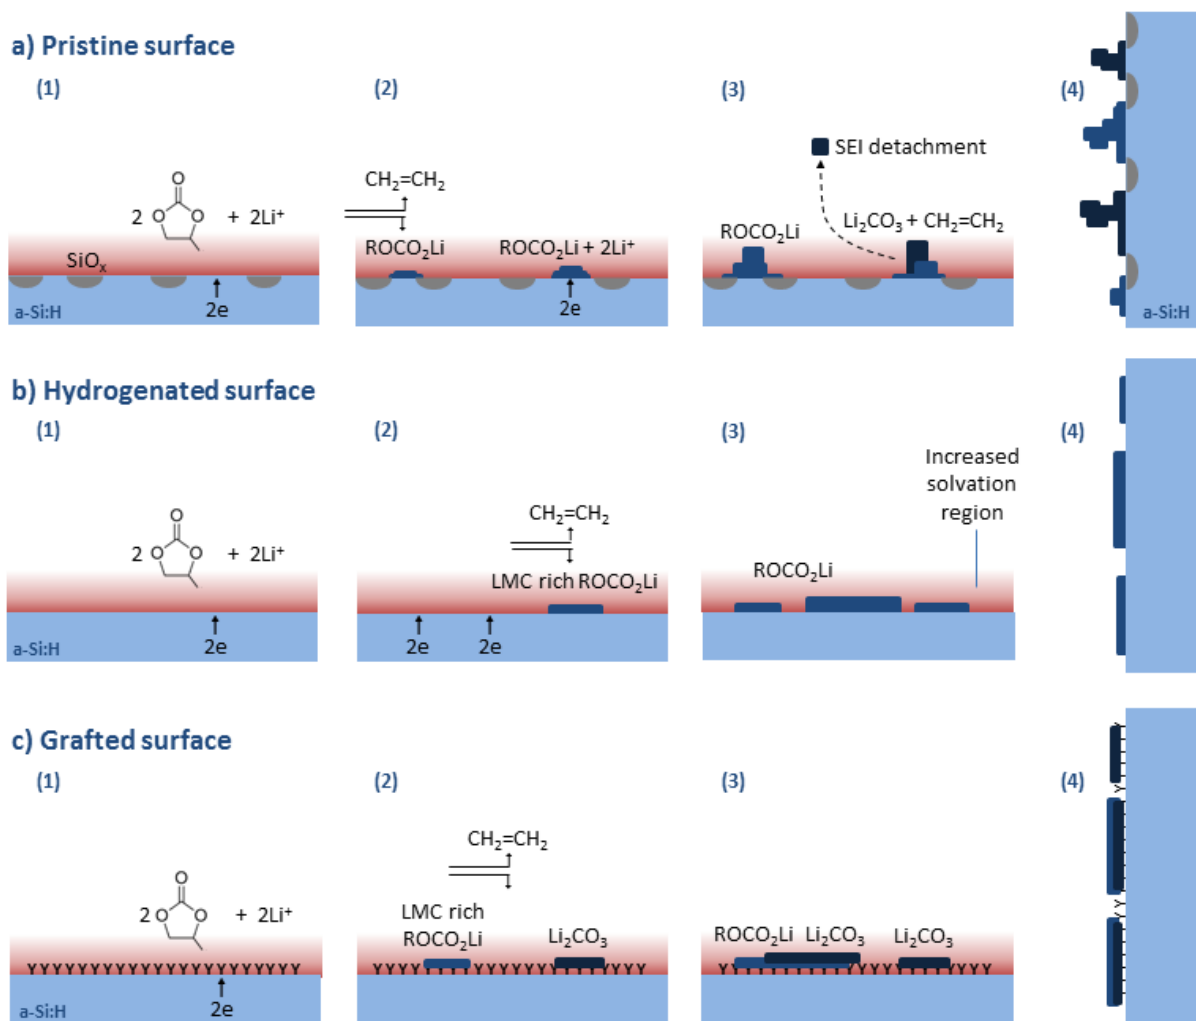 a) Pristine surface
(1)
(2)
(3)
(4)
O
2 O O + 2Li⁺
SiOₓ
a-Si:H
2e
CH₂=CH₂
ROCO₂Li
ROCO₂Li + 2Li⁺
2e
SEI detachment
ROCO₂Li
Li₂CO₃ + CH₂=CH₂
a-Si:H
b) Hydrogenated surface
(1)
(2)
(3)
(4)
O
2 O O + 2Li⁺
a-Si:H
2e
CH₂=CH₂
LMC rich ROCO₂Li
2e
2e
Increased
solvation
region
ROCO₂Li
c) Grafted surface
(1)
(2)
(3)
(4)
O
2 O O + 2Li⁺
YYYYYYYYYYYYYYYYYYYYYY
a-Si:H
2e
CH₂=CH₂
LMC rich
ROCO₂Li
Li₂CO₃
ROCO₂Li
Li₂CO₃
Li₂CO₃